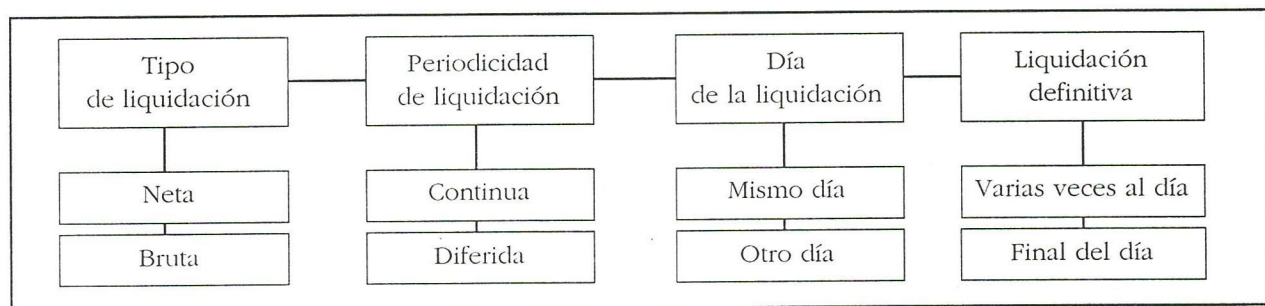 Tipo
de liquidación
Periodicidad
de liquidación
Día
de la liquidación
Liquidación
definitiva
Neta
Continua
Mismo día
Varias veces al día
Bruta
Diferida
Otro día
Final del día